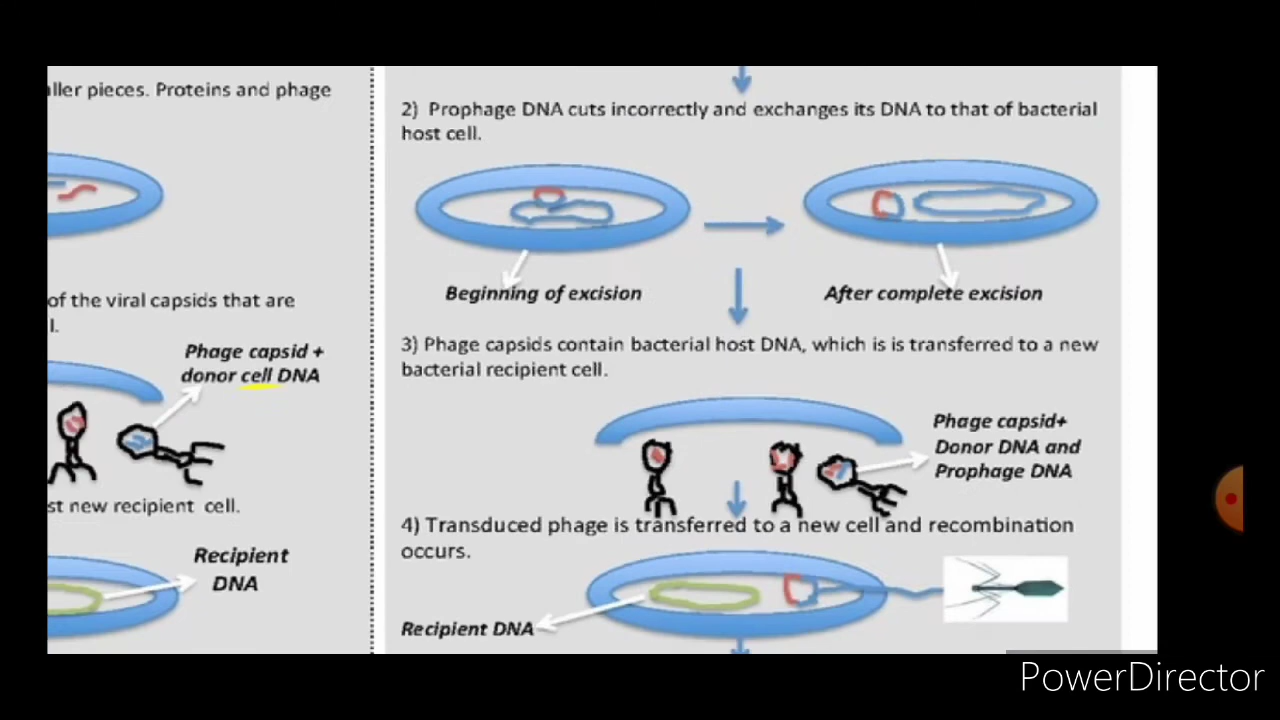 ller pieces. Proteins and phage
of the viral capsids that are
l.
Phage capsid +
donor cell DNA
st new recipient cell.
Recipient
DNA
2) Prophage DNA cuts incorrectly and exchanges its DNA to that of bacterial
host cell.
Beginning of excision
After complete excision
3) Phage capsids contain bacterial host DNA, which is is transferred to a new
bacterial recipient cell.
Phage capsid+
Donor DNA and
Prophage DNA
4) Transduced phage is transferred to a new cell and recombination
occurs.
Recipient DNA
PowerDirector